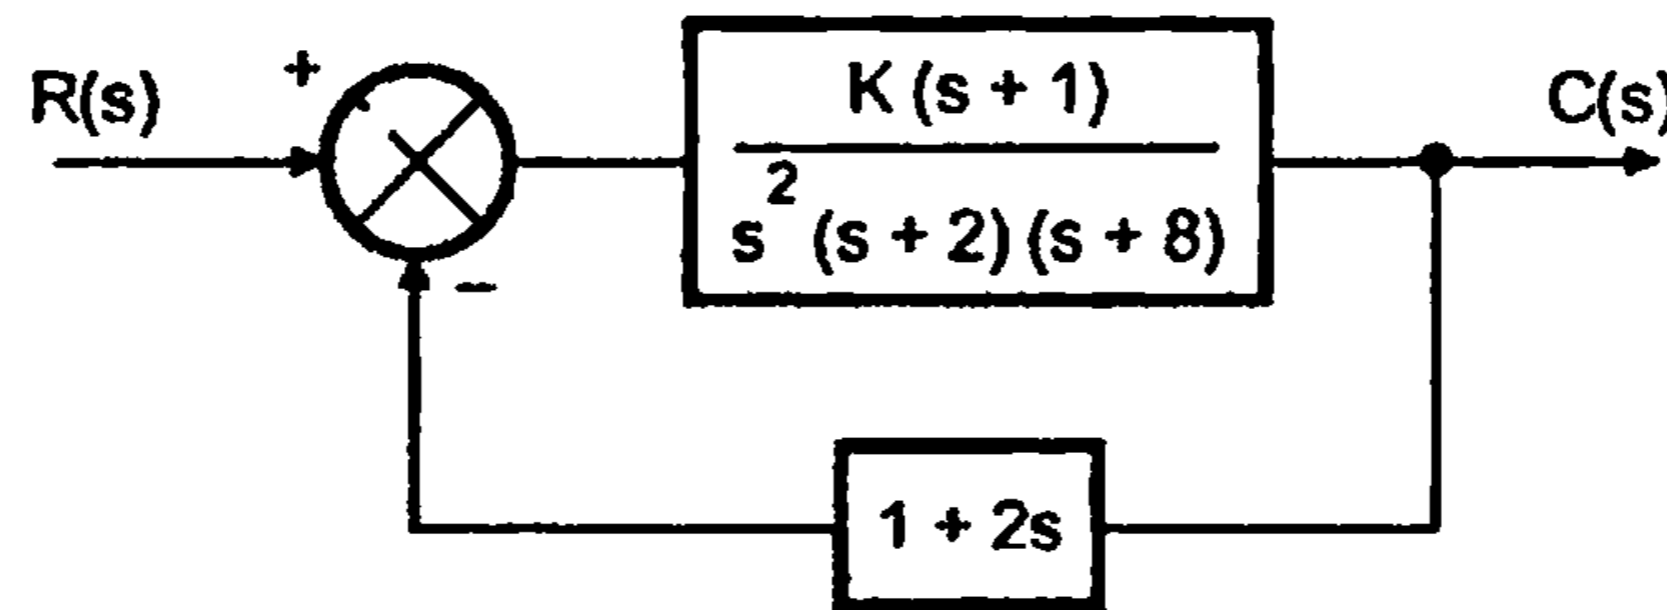 R(s)
+
−
K (s + 1)
s² (s + 2) (s + 8)
C(s)
1 + 2s